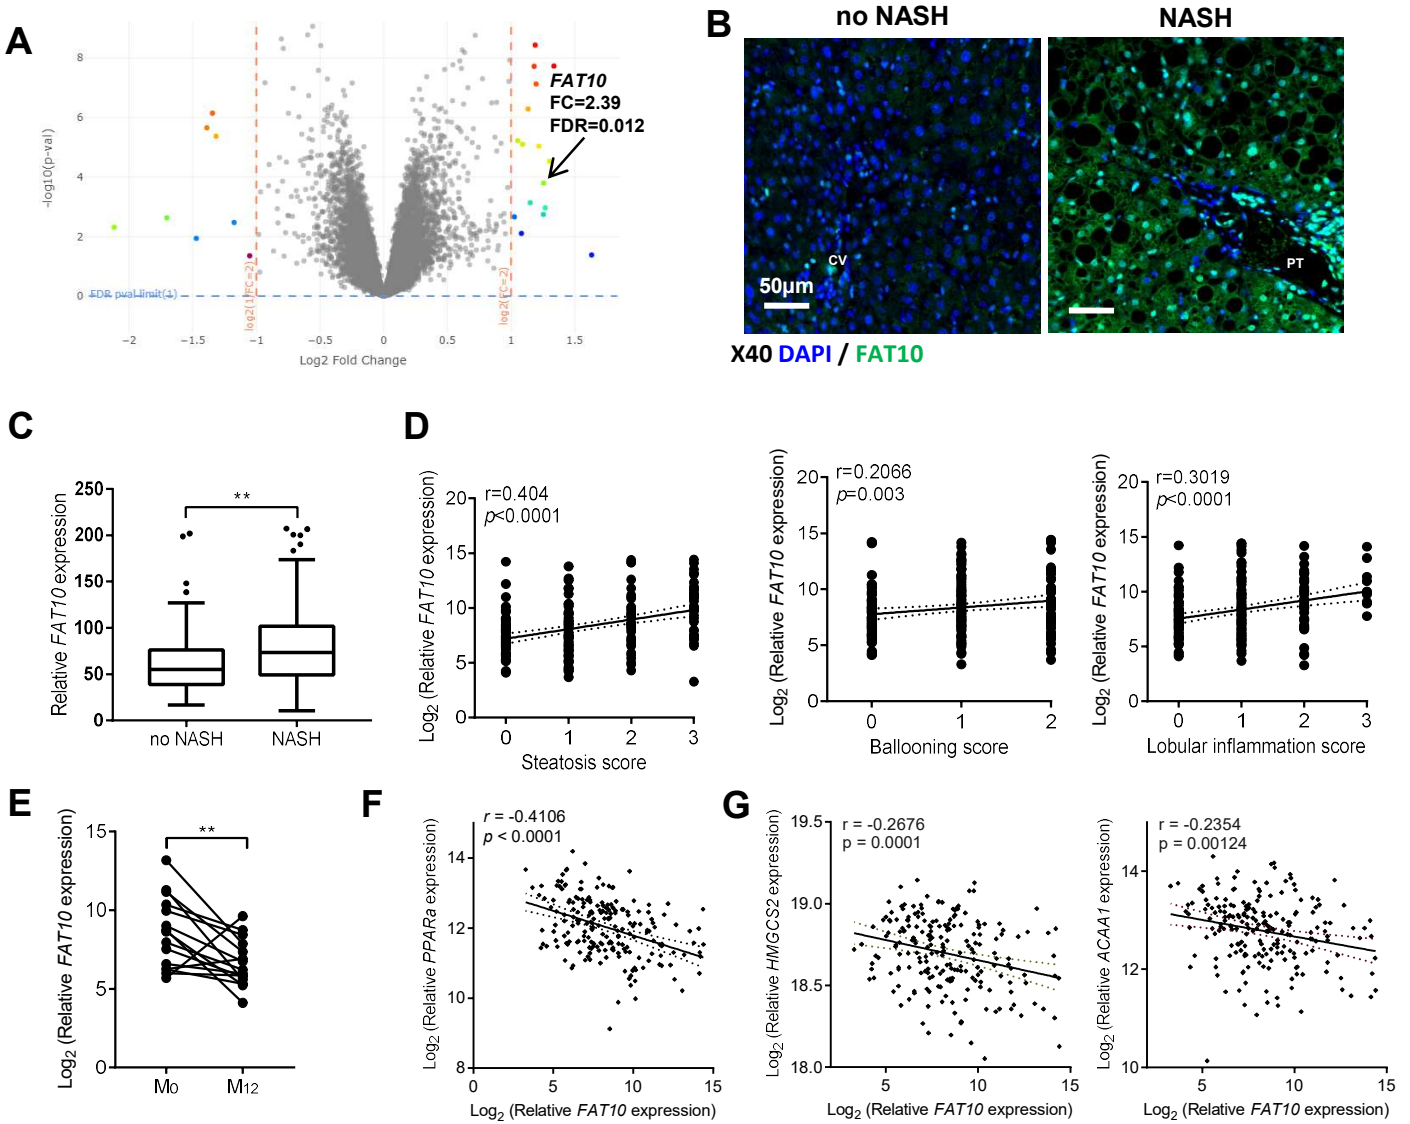 A
FAT10
FC=2.39
FDR=0.012
-log10(p-val)
8
6
4
2
0
FDR pval limit(1)
log2(1/FC=2)
log2(FC=2)
−2
−1.5
−1
−0.5
0
0.5
1
1.5
Log2 Fold Change
B
no NASH
NASH
CV
50µm
PT
X40 DAPI / FAT10
C
Relative FAT10 expression
250
200
150
100
50
0
**
no NASH
NASH
D
Log2 (Relative FAT10 expression)
20
15
10
5
0
r=0.404
p<0.0001
0
1
2
3
Steatosis score
Log2 (Relative FAT10 expression)
20
15
10
5
0
r=0.2066
p=0.003
0
1
2
Ballooning score
Log2 (Relative FAT10 expression)
20
15
10
5
0
r=0.3019
p<0.0001
0
1
2
3
Lobular inflammation score
E
Log2 (Relative FAT10 expression)
15
10
5
0
**
M0
M12
F
Log2 (Relative PPARa expression)
14
12
10
8
r = -0.4106
p < 0.0001
0
5
10
15
Log2 (Relative FAT10 expression)
G
Log2 (Relative HMGCS2 expression)
19.5
19.0
18.5
18.0
r = -0.2676
p = 0.0001
5
10
15
Log2 (Relative FAT10 expression)
Log2 (Relative ACAA1 expression)
14
12
10
r = -0.2354
p = 0.00124
5
10
15
Log2 (Relative FAT10 expression)